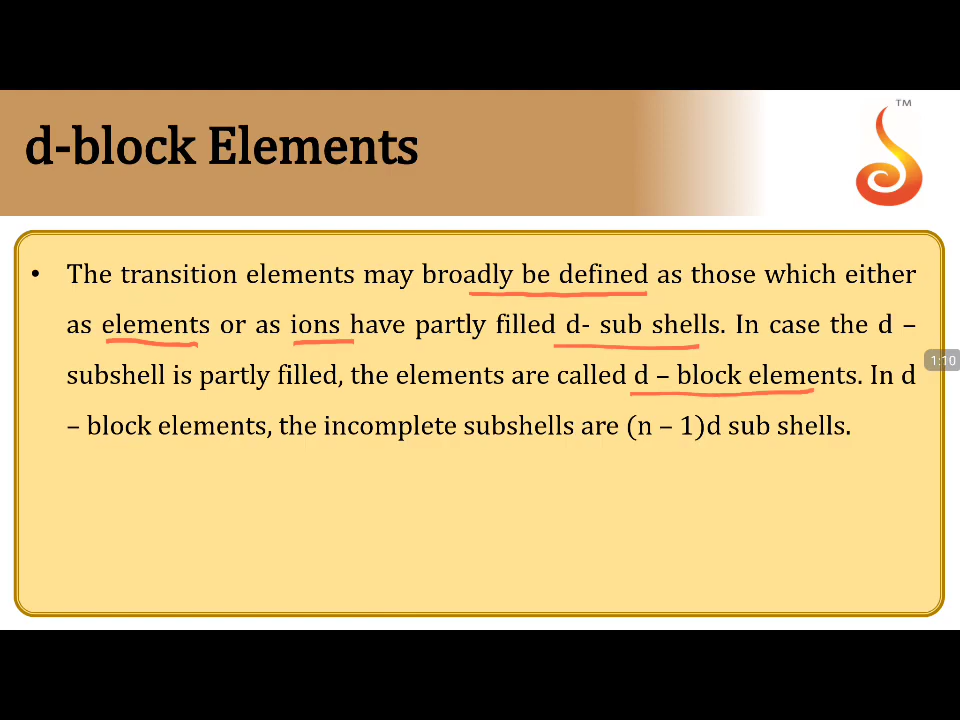 TM
d-block Elements
• The transition elements may broadly be defined as those which either
as elements or as ions have partly filled d- sub shells. In case the d –
subshell is partly filled, the elements are called d – block elements. In d
– block elements, the incomplete subshells are (n – 1)d sub shells.
1:10